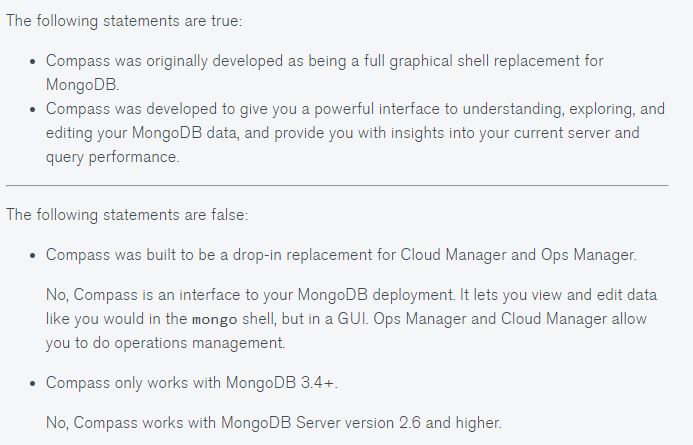 The following statements are true:
• Compass was originally developed as being a full graphical shell replacement for
MongoDB.
• Compass was developed to give you a powerful interface to understanding, exploring, and
editing your MongoDB data, and provide you with insights into your current server and
query performance.
The following statements are false:
• Compass was built to be a drop-in replacement for Cloud Manager and Ops Manager.
No, Compass is an interface to your MongoDB deployment. It lets you view and edit data
like you would in the mongo shell, but in a GUI. Ops Manager and Cloud Manager allow
you to do operations management.
• Compass only works with MongoDB 3.4+.
No, Compass works with MongoDB Server version 2.6 and higher.